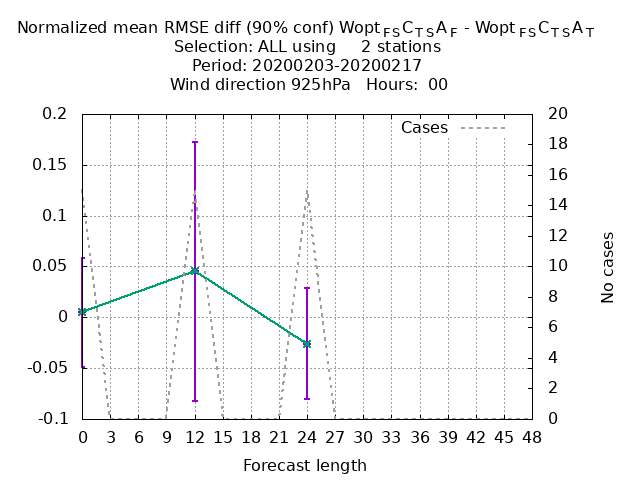 Normalized mean RMSE diff (90% conf) Wopt FS C TS A F - Wopt FS C TS A T
Selection: ALL using 2 stations
Period: 20200203-20200217
Wind direction 925hPa Hours: 00
0.2
0.15
0.1
0.05
0
-0.05
-0.1
20
18
16
14
12
10
8
6
4
2
0
Cases
No cases
0 3 6 9 12 15 18 21 24 27 30 33 36 39 42 45 48
Forecast length